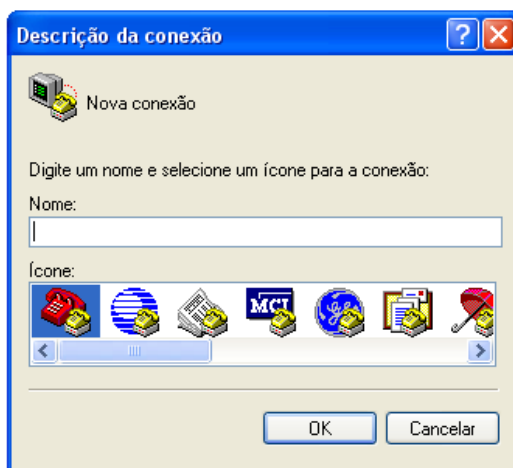 Descrição da conexão
Nova conexão
Digite um nome e selecione um ícone para a conexão:
Nome:
Ícone:
MCI
OK
Cancelar